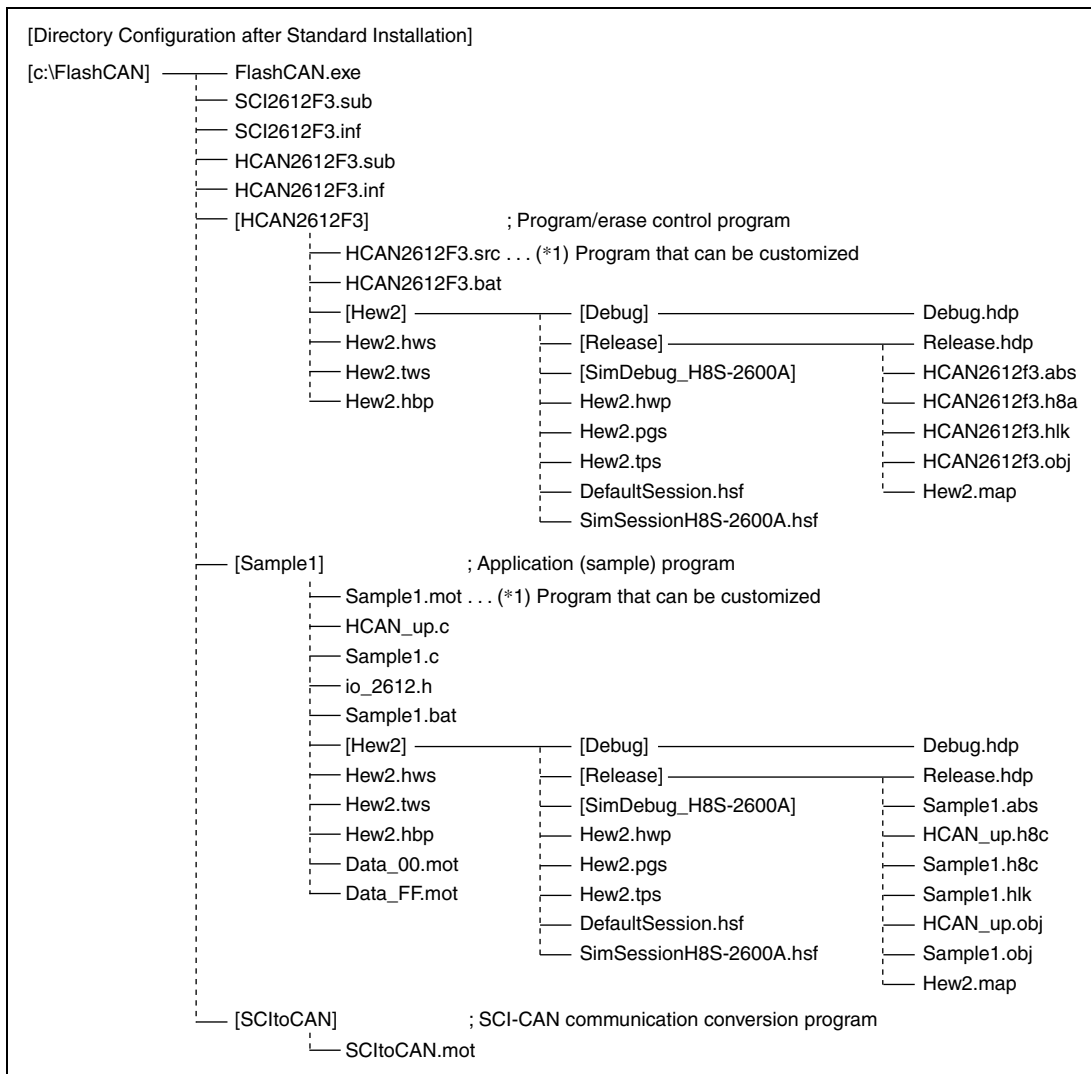 [Directory Configuration after Standard Installation]
[c:\FlashCAN] FlashCAN.exe
SCI2612F3.sub
SCI2612F3.inf
HCAN2612F3.sub
HCAN2612F3.inf
[HCAN2612F3] ; Program/erase control program
HCAN2612F3.src . . . (*1) Program that can be customized
HCAN2612F3.bat
[Hew2] [Debug] Debug.hdp
Hew2.hws [Release] Release.hdp
Hew2.tws [SimDebug_H8S-2600A] HCAN2612f3.abs
Hew2.hbp Hew2.hwp HCAN2612f3.h8a
Hew2.pgs HCAN2612f3.hlk
Hew2.tps HCAN2612f3.obj
DefaultSession.hsf Hew2.map
SimSessionH8S-2600A.hsf
[Sample1] ; Application (sample) program
Sample1.mot . . . (*1) Program that can be customized
HCAN_up.c
Sample1.c
io_2612.h
Sample1.bat
[Hew2] [Debug] Debug.hdp
Hew2.hws [Release] Release.hdp
Hew2.tws [SimDebug_H8S-2600A] Sample1.abs
Hew2.hbp Hew2.hwp HCAN_up.h8c
Data_00.mot Hew2.pgs Sample1.h8c
Data_FF.mot Hew2.tps Sample1.hlk
DefaultSession.hsf HCAN_up.obj
SimSessionH8S-2600A.hsf Sample1.obj
Hew2.map
[SCItoCAN] ; SCI-CAN communication conversion program
SCItoCAN.mot